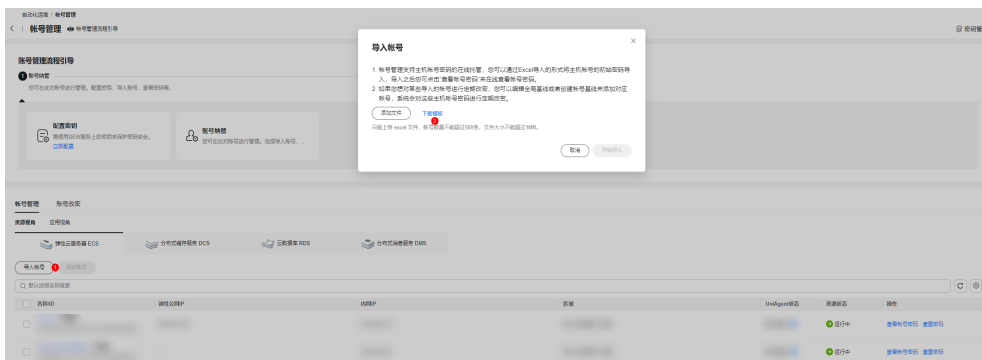 自动化运维 / 帐号管理
帐号管理 帐号管理流程引导
密钥管
帐号管理流程引导
1 帐号纳管
您可在此对帐号进行管理。配置密钥、导入帐号、查看密码等。
配置密钥
立即配置
账号纳管
您可在此对帐号进行管理。完成导入账号，...
导入帐号
1. 帐号管理支持主机帐号密码的在线托管，您可以通过Excel导入的形式将主机帐号的初始密码导
入，导入之后您可点击"查看帐号密码"来在线查看帐号密码。
2. 如果您想对某些导入的帐号进行定期改密，您可以编辑全局基线或者创建帐号基线来添加对应
帐号，系统会对这些主机帐号密码进行定期改密。
添加文件 下载模板
2
只能上传 excel 文件，帐号数量不能超过500条，文件大小不能超过1MB。
取消 开始导入
帐号管理 账号改密
资源视角 应用视角
弹性云服务器 ECS 分布式缓存服务 DCS 云数据库 RDS 分布式消息服务 DMS
导入帐号 1 同步帐号
默认按照名称搜索
名称/ID 弹性公网IP 内网IP 区域 UniAgent状态 资源状态 操作
运行中 查看帐号密码 重置密码
运行中 查看帐号密码 重置密码